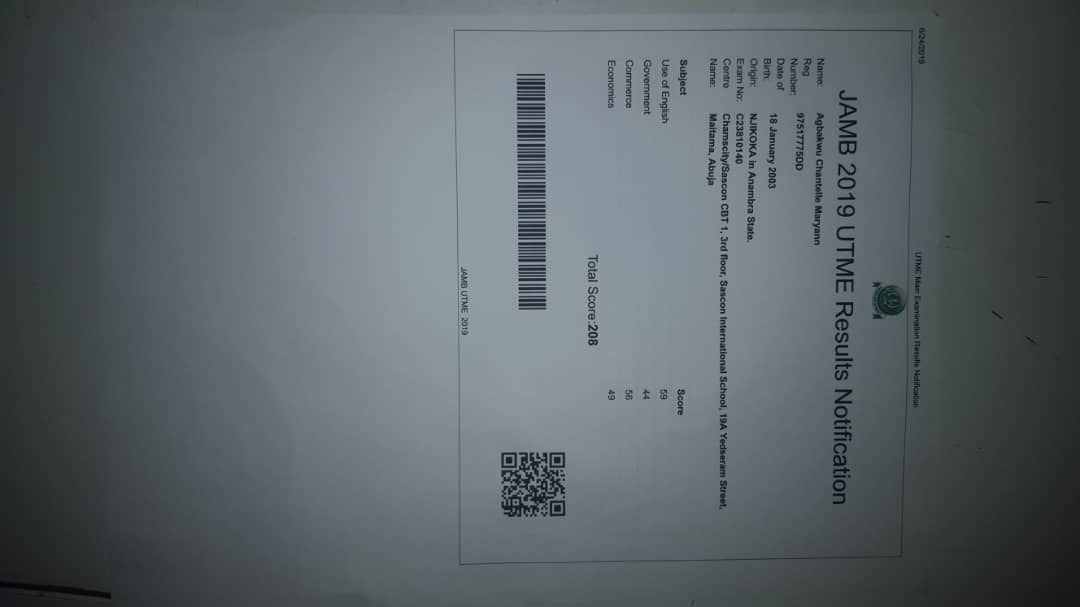 6/24/2019 UTME Main Examination Results Notification
JAMB 2019 UTME Results Notification
Name: Agbakwu Chantelle Maryann
Reg
Number: 97517775DD
Date of
Birth: 18 January 2003
Origin: NJIKOKA in Anambra State.
Exam No: C23810140
Centre Chamscity/Sascon CBT 1, 3rd floor, Sascon International School, 19A Yedseram Street,
Name: Maitama, Abuja
Subject Score
Use of English 59
Government 44
Commerce 56
Economics 49
Total Score:208
JAMB UTME 2019